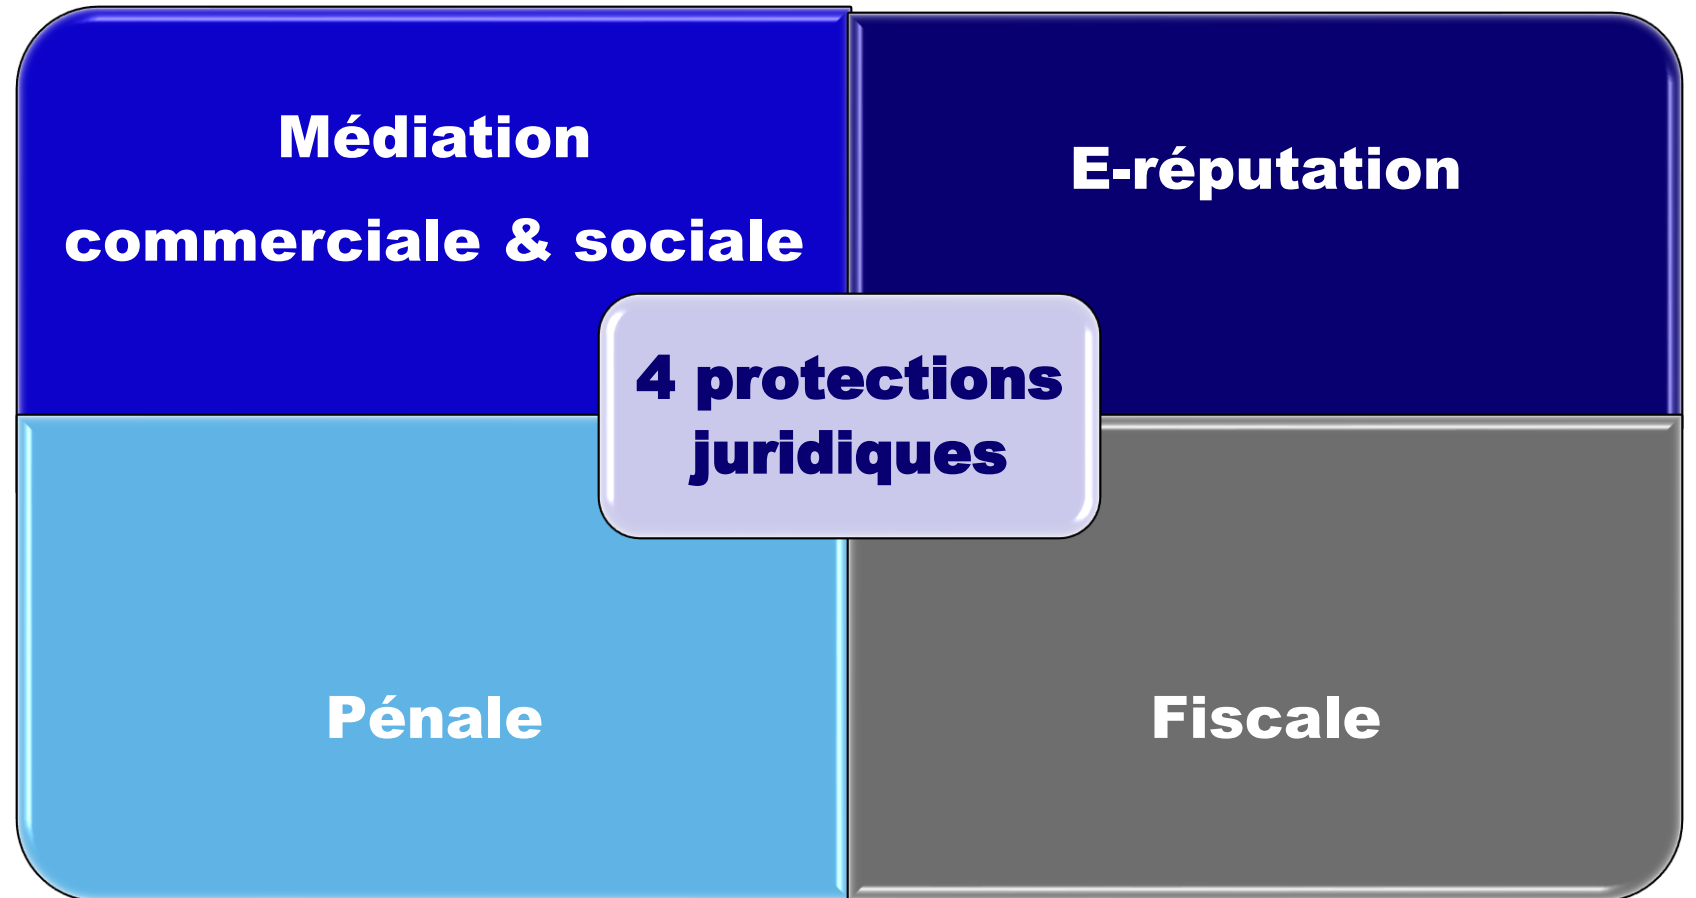 Médiation
commerciale & sociale
E-réputation
4 protections
juridiques
Pénale
Fiscale